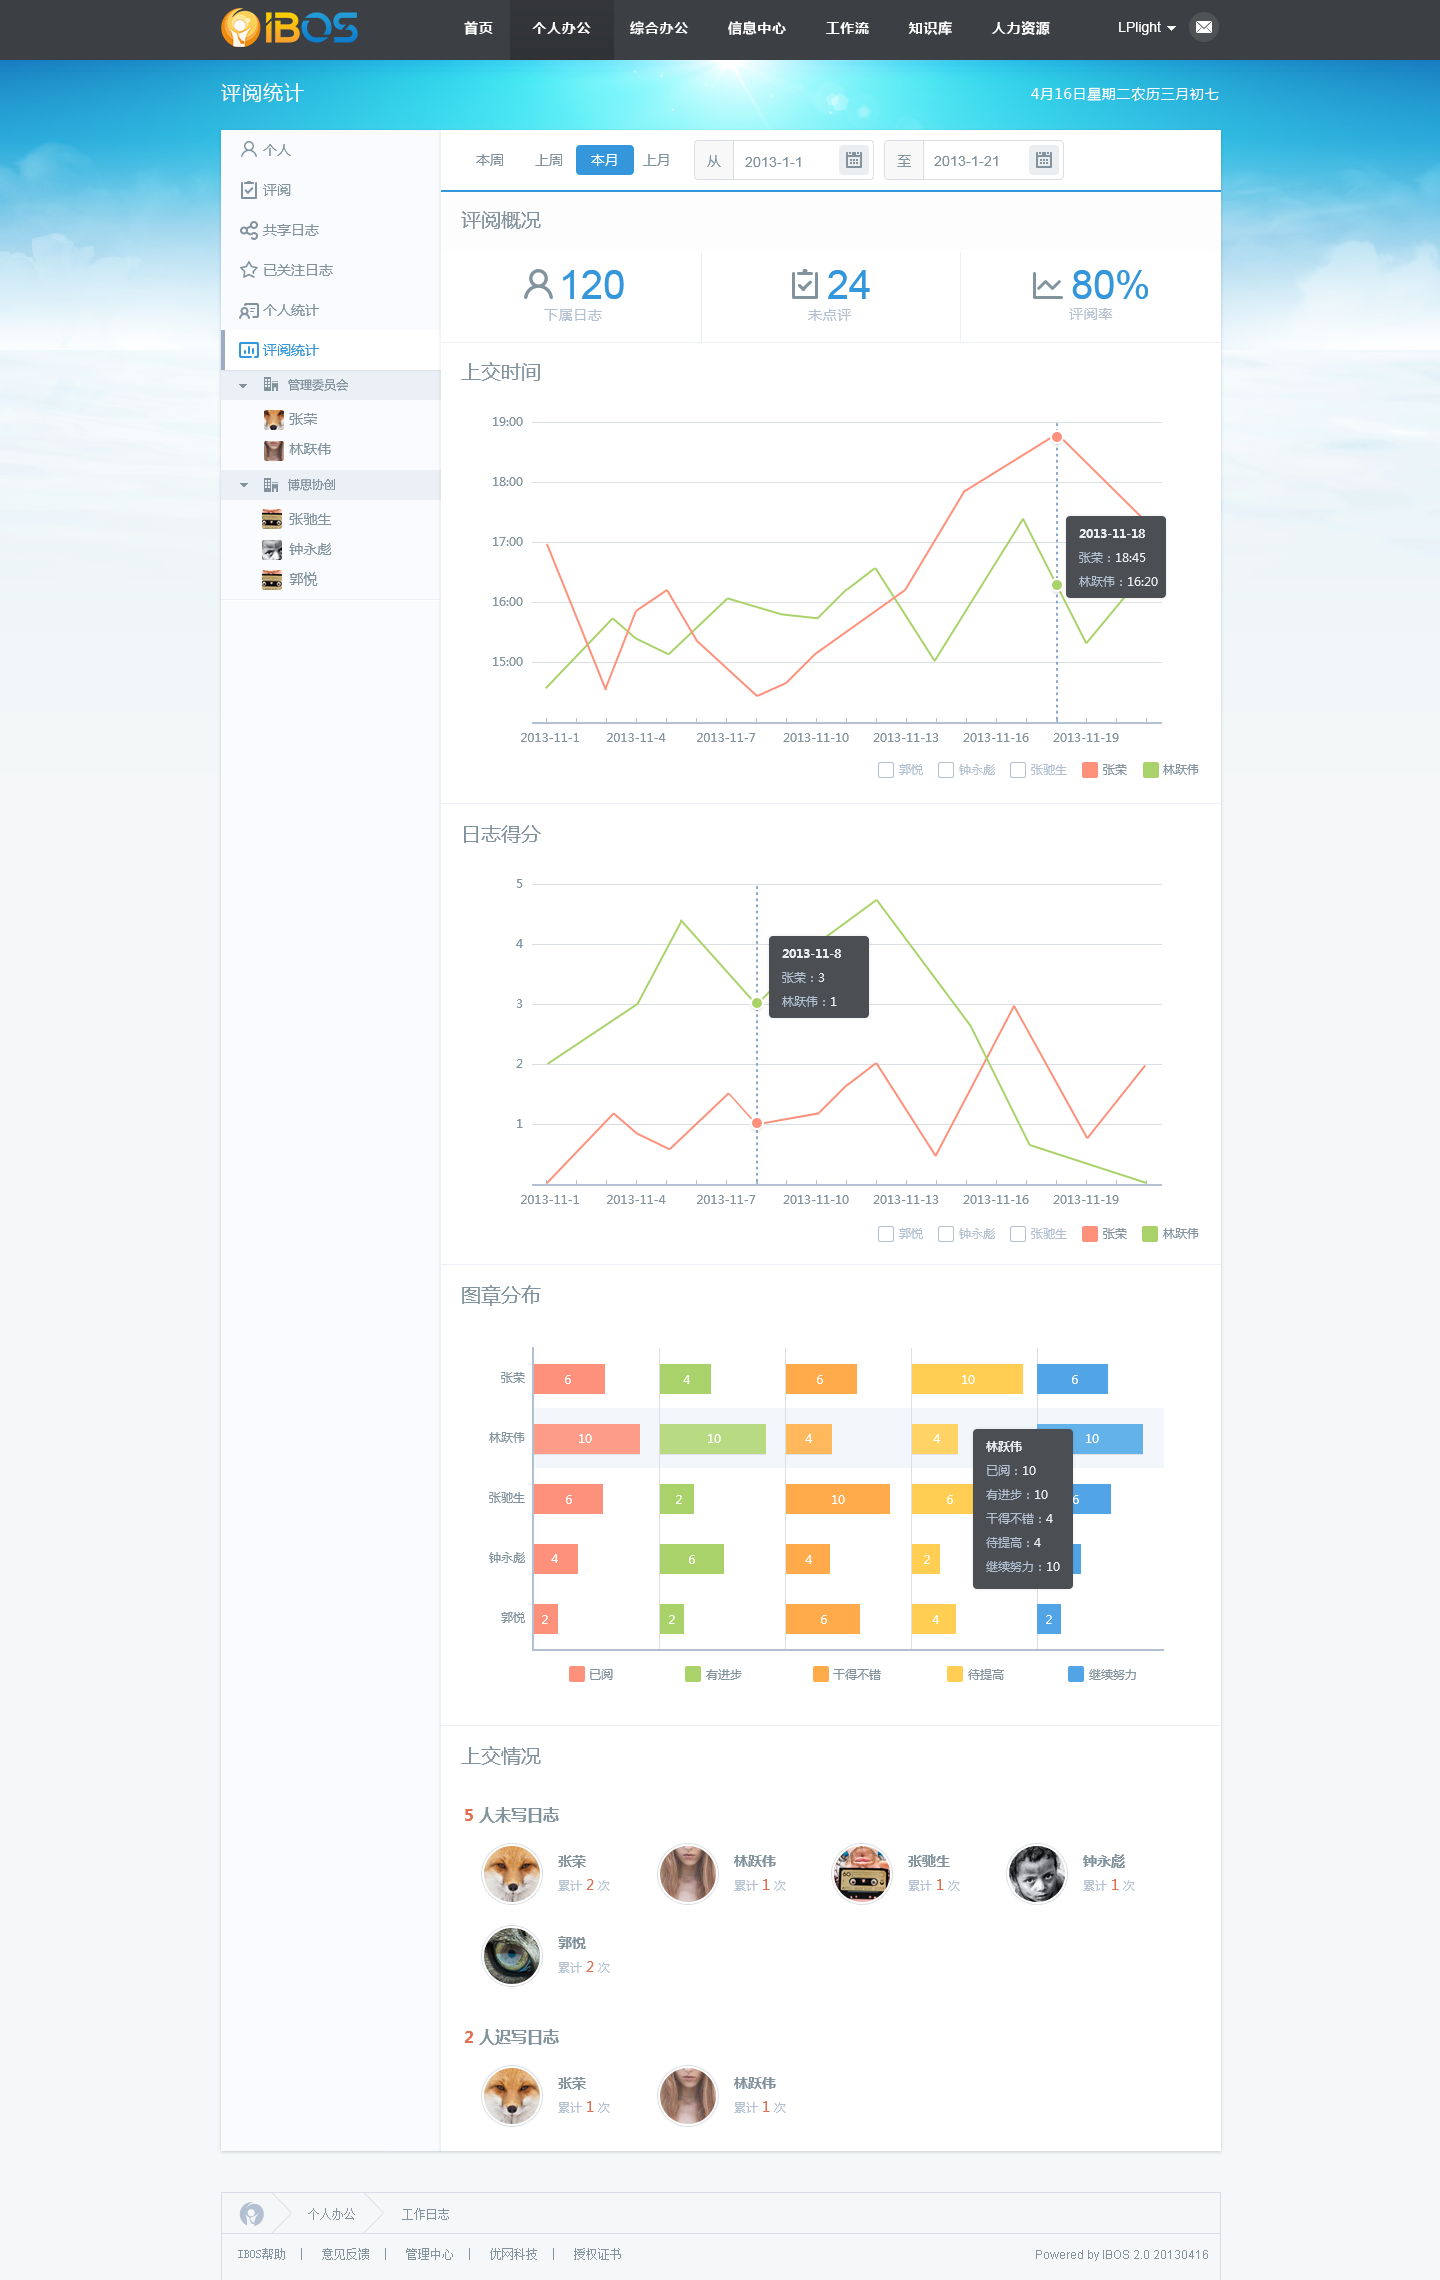 IBOS 首页 个人办公 综合办公 信息中心 工作流 知识库 人力资源 LPlight
评阅统计 4月16日星期二农历三月初七
个人
评阅
共享日志
已关注日志
个人统计
评阅统计
管理委员会
张荣
林跃伟
博思协创
张驰生
钟永彪
郭悦
本周 上周 本月 上月 从 2013-1-1 至 2013-1-21
评阅概况
120 24 80%
下属日志 未点评 评阅率
上交时间
19:00
18:00
17:00
16:00
15:00
2013-11-18
张荣：18:45
林跃伟：16:20
2013-11-1 2013-11-4 2013-11-7 2013-11-10 2013-11-13 2013-11-16 2013-11-19
郭悦 钟永彪 张驰生 张荣 林跃伟
日志得分
5
4
3
2
1
2013-11-8
张荣：3
林跃伟：1
2013-11-1 2013-11-4 2013-11-7 2013-11-10 2013-11-13 2013-11-16 2013-11-19
郭悦 钟永彪 张驰生 张荣 林跃伟
图章分布
张荣 6 4 6 10 6
林跃伟 10 10 4 4 10
张驰生 6 2 10 6 6
钟永彪 4 6 4 2
郭悦 2 2 6 4 2
林跃伟
已阅：10
有进步：10
干得不错：4
待提高：4
继续努力：10
已阅 有进步 干得不错 待提高 继续努力
上交情况
5 人未写日志
张荣 林跃伟 张驰生 钟永彪
累计 2 次 累计 1 次 累计 1 次 累计 1 次
郭悦
累计 2 次
2 人迟写日志
张荣 林跃伟
累计 1 次 累计 1 次
个人办公 工作日志
IBOS帮助 | 意见反馈 | 管理中心 | 优网科技 | 授权证书 Powered by IBOS 2.0 20130416